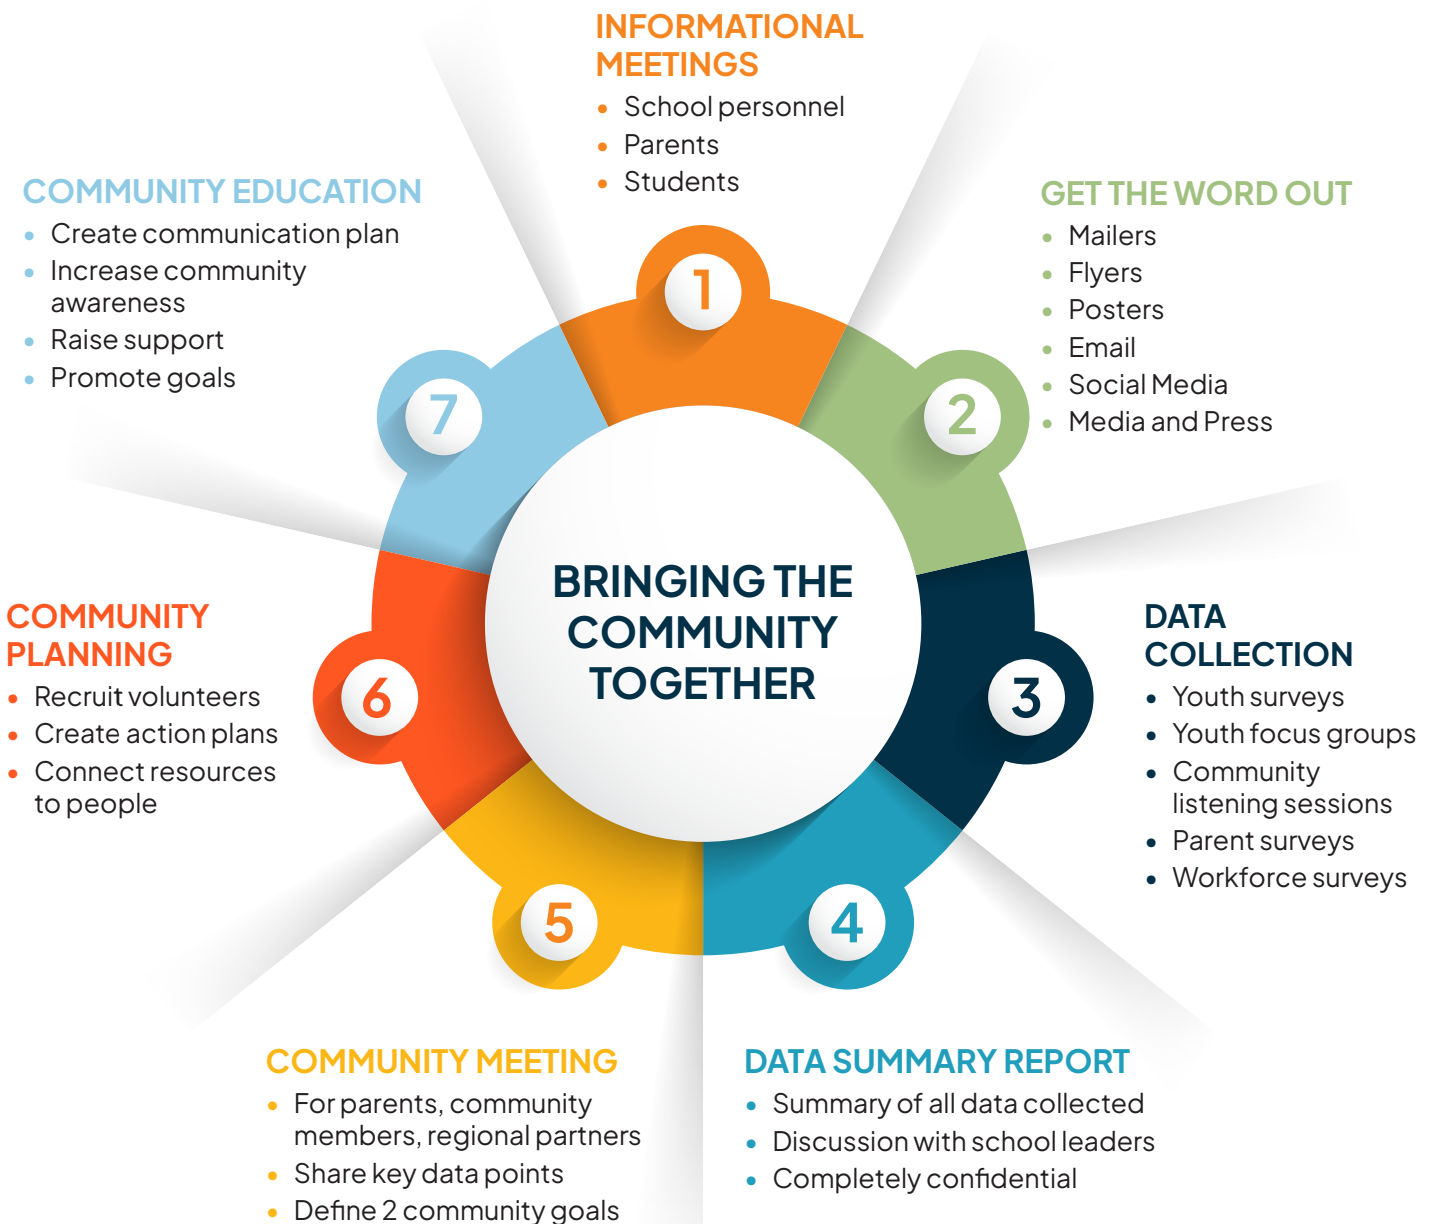 INFORMATIONAL
MEETINGS
• School personnel
• Parents
• Students
1
GET THE WORD OUT
• Mailers
• Flyers
• Posters
• Email
• Social Media
• Media and Press
2
DATA
COLLECTION
• Youth surveys
• Youth focus groups
• Community
listening sessions
• Parent surveys
• Workforce surveys
3
DATA SUMMARY REPORT
• Summary of all data collected
• Discussion with school leaders
• Completely confidential
4
COMMUNITY MEETING
• For parents, community
members, regional partners
• Share key data points
• Define 2 community goals
5
COMMUNITY
PLANNING
• Recruit volunteers
• Create action plans
• Connect resources
to people
6
COMMUNITY EDUCATION
• Create communication plan
• Increase community
awareness
• Raise support
• Promote goals
7
BRINGING THE
COMMUNITY
TOGETHER